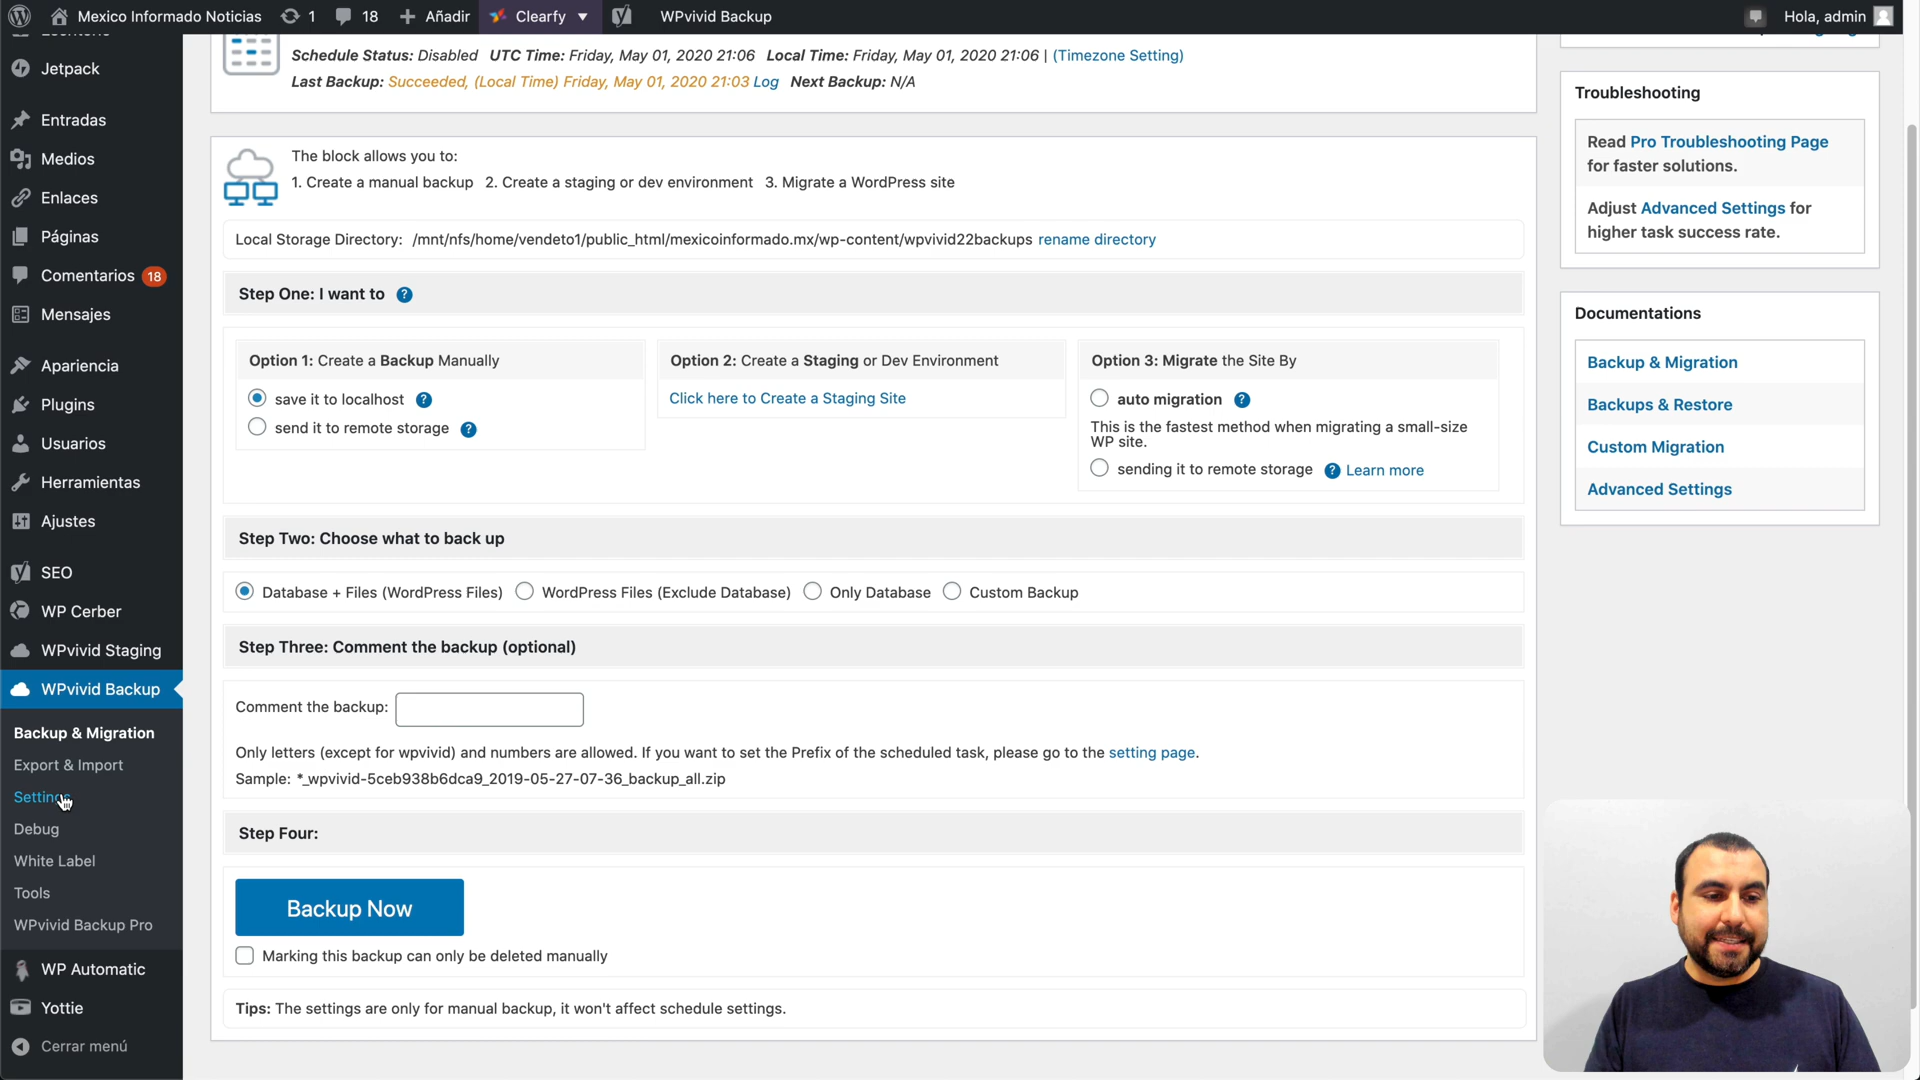 Mexico Informado Noticias 1 18 Añadir Clearfy WPvivid Backup Hola, admin
Jetpack
Entradas
Medios
Enlaces
Páginas
Comentarios 18
Mensajes
Apariencia
Plugins
Usuarios
Herramientas
Ajustes
SEO
WP Cerber
WPvivid Staging
WPvivid Backup
Backup & Migration
Export & Import
Settings
Debug
White Label
Tools
WPvivid Backup Pro
WP Automatic
Yottie
Cerrar menú
Schedule Status: Disabled UTC Time: Friday, May 01, 2020 21:06 Local Time: Friday, May 01, 2020 21:06 | (Timezone Setting)
Last Backup: Succeeded, (Local Time) Friday, May 01, 2020 21:03 Log Next Backup: N/A
The block allows you to:
1. Create a manual backup 2. Create a staging or dev environment 3. Migrate a WordPress site
Local Storage Directory: /mnt/nfs/home/vendeto1/public_html/mexicoinformado.mx/wp-content/wpvivid22backups rename directory
Step One: I want to ?
Option 1: Create a Backup Manually
save it to localhost ?
send it to remote storage ?
Option 2: Create a Staging or Dev Environment
Click here to Create a Staging Site
Option 3: Migrate the Site By
auto migration ?
This is the fastest method when migrating a small-size
WP site.
sending it to remote storage ? Learn more
Step Two: Choose what to back up
Database + Files (WordPress Files) WordPress Files (Exclude Database) Only Database Custom Backup
Step Three: Comment the backup (optional)
Comment the backup:
Only letters (except for wpvivid) and numbers are allowed. If you want to set the Prefix of the scheduled task, please go to the setting page.
Sample: *_wpvivid-5ceb938b6dca9_2019-05-27-07-36_backup_all.zip
Step Four:
Backup Now
Marking this backup can only be deleted manually
Tips: The settings are only for manual backup, it won't affect schedule settings.
Troubleshooting
Read Pro Troubleshooting Page
for faster solutions.
Adjust Advanced Settings for
higher task success rate.
Documentations
Backup & Migration
Backups & Restore
Custom Migration
Advanced Settings